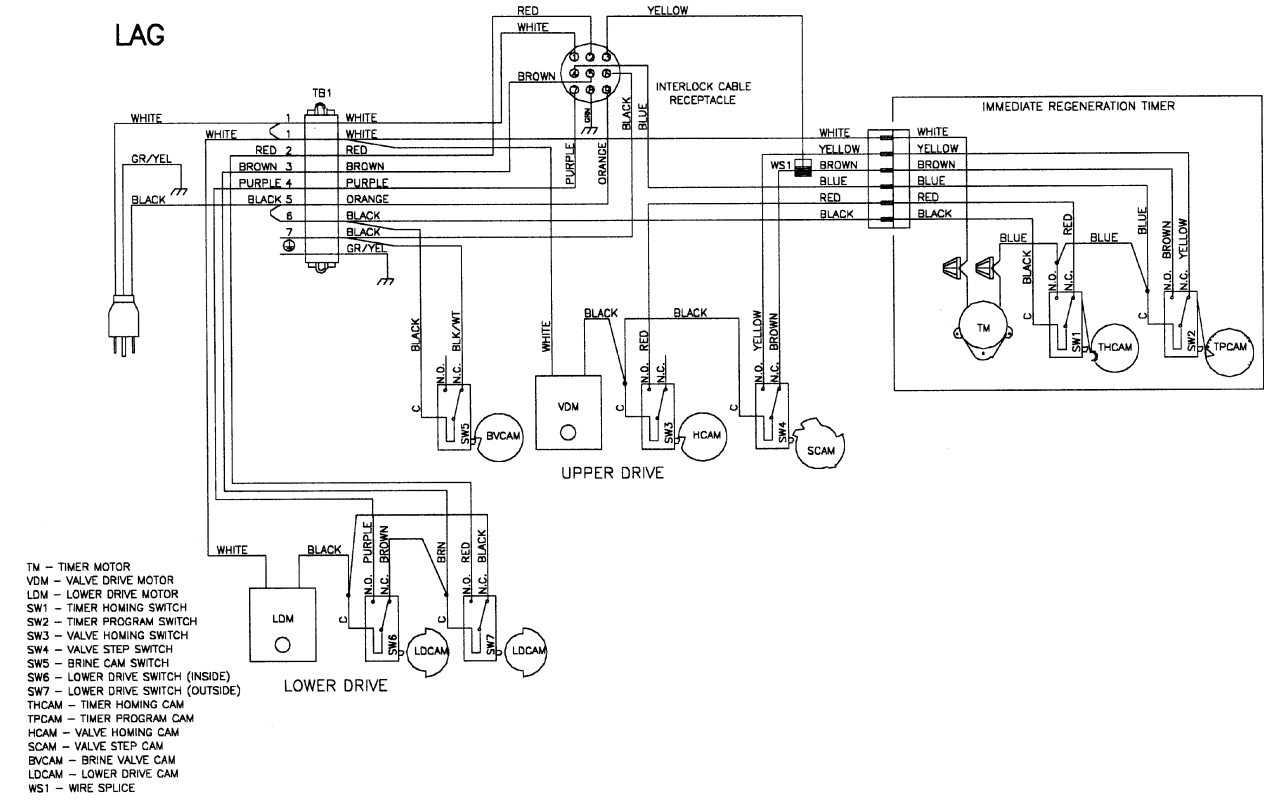 LAG
RED
WHITE
YELLOW
BROWN
INTERLOCK CABLE
RECEPTACLE
GRN
BLACK
BLUE
PURPLE
ORANGE
TB1
WHITE
GR/YEL
BLACK
WHITE
RED
BROWN
PURPLE
BLACK
1
1
2
3
4
5
6
7
WHITE
WHITE
RED
BROWN
PURPLE
ORANGE
BLACK
BLACK
GR/YEL
WS1
WHITE
YELLOW
BROWN
BLUE
RED
BLACK
IMMEDIATE REGENERATION TIMER
WHITE
YELLOW
BROWN
BLUE
RED
BLACK
BLUE
BLACK
RED
BLUE
BLUE
BROWN
YELLOW
N.O.
N.C.
N.O.
N.C.
TM
C
SW1
THCAM
C
SW2
TPCAM
BLACK
BLK/WT
WHITE
BLACK
RED
BLACK
YELLOW
BROWN
N.O.
N.C.
N.O.
N.C.
N.O.
N.C.
C
SW5
BVCAM
VDM
C
SW3
HCAM
C
SW4
SCAM
UPPER DRIVE
WHITE
BLACK
PURPLE
BROWN
BRN
RED
BLACK
N.O.
N.C.
N.O.
N.C.
LDM
C
SW6
LDCAM
C
SW7
LDCAM
LOWER DRIVE
TM – TIMER MOTOR
VDM – VALVE DRIVE MOTOR
LDM – LOWER DRIVE MOTOR
SW1 – TIMER HOMING SWITCH
SW2 – TIMER PROGRAM SWITCH
SW3 – VALVE HOMING SWITCH
SW4 – VALVE STEP SWITCH
SW5 – BRINE CAM SWITCH
SW6 – LOWER DRIVE SWITCH (INSIDE)
SW7 – LOWER DRIVE SWITCH (OUTSIDE)
THCAM – TIMER HOMING CAM
TPCAM – TIMER PROGRAM CAM
HCAM – VALVE HOMING CAM
SCAM – VALVE STEP CAM
BVCAM – BRINE VALVE CAM
LDCAM – LOWER DRIVE CAM
WS1 – WIRE SPLICE